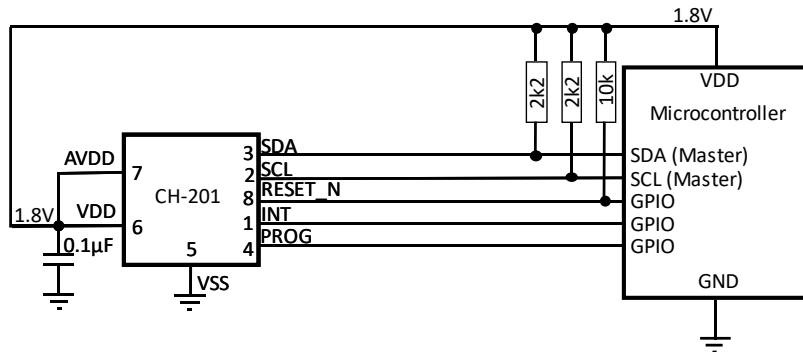 1.8V
2k2
2k2
10k
VDD
Microcontroller
SDA (Master)
SCL (Master)
GPIO
GPIO
GPIO
GND
AVDD
7
CH-201
3
SDA
2
SCL
8
RESET_N
1.8V
VDD
6
1
INT
4
PROG
0.1µF
5
VSS